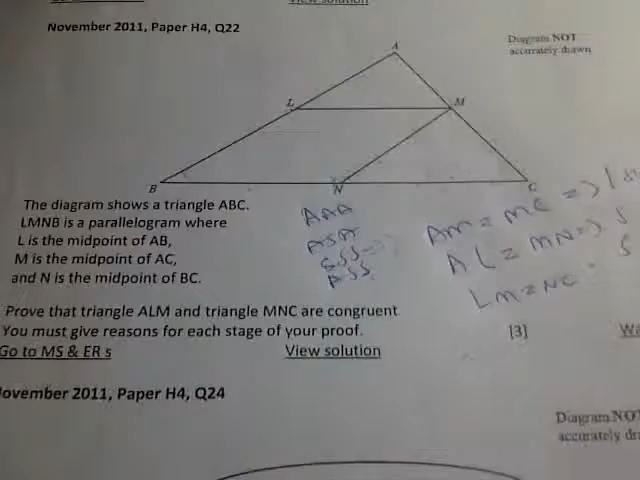 View solution
November 2011, Paper H4, Q22
Diagram NOT
accurately drawn
A
L
M
B
N
C
The diagram shows a triangle ABC.
LMNB is a parallelogram where
L is the midpoint of AB,
M is the midpoint of AC,
and N is the midpoint of BC.
AAA
ASA
SSS
ASS
AM = MC =>
AL = MN => S
LM = NC = S
Prove that triangle ALM and triangle MNC are congruent
You must give reasons for each stage of your proof.
[3]
Go to MS & ER s
View solution
November 2011, Paper H4, Q24
Diagram NOT
accurately